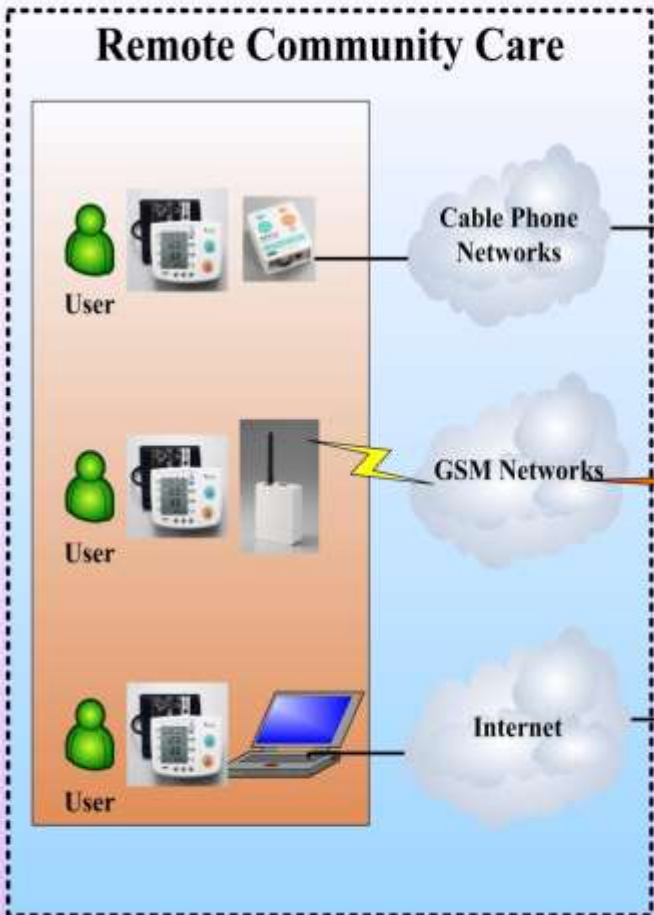 Remote Community Care
User
Cable Phone
Networks
User
GSM Networks
User
Internet